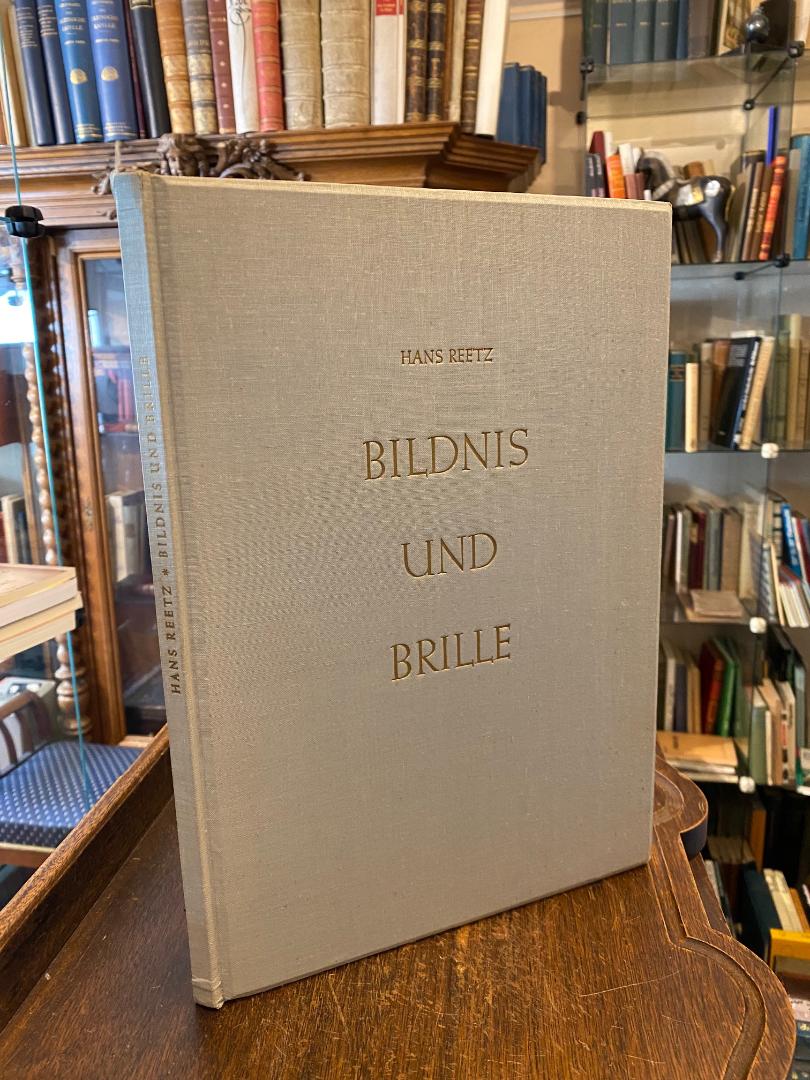 HANS REETZ
BILDNIS
UND
BRILLE
HANS REETZ * BILDNIS UND BRILLE